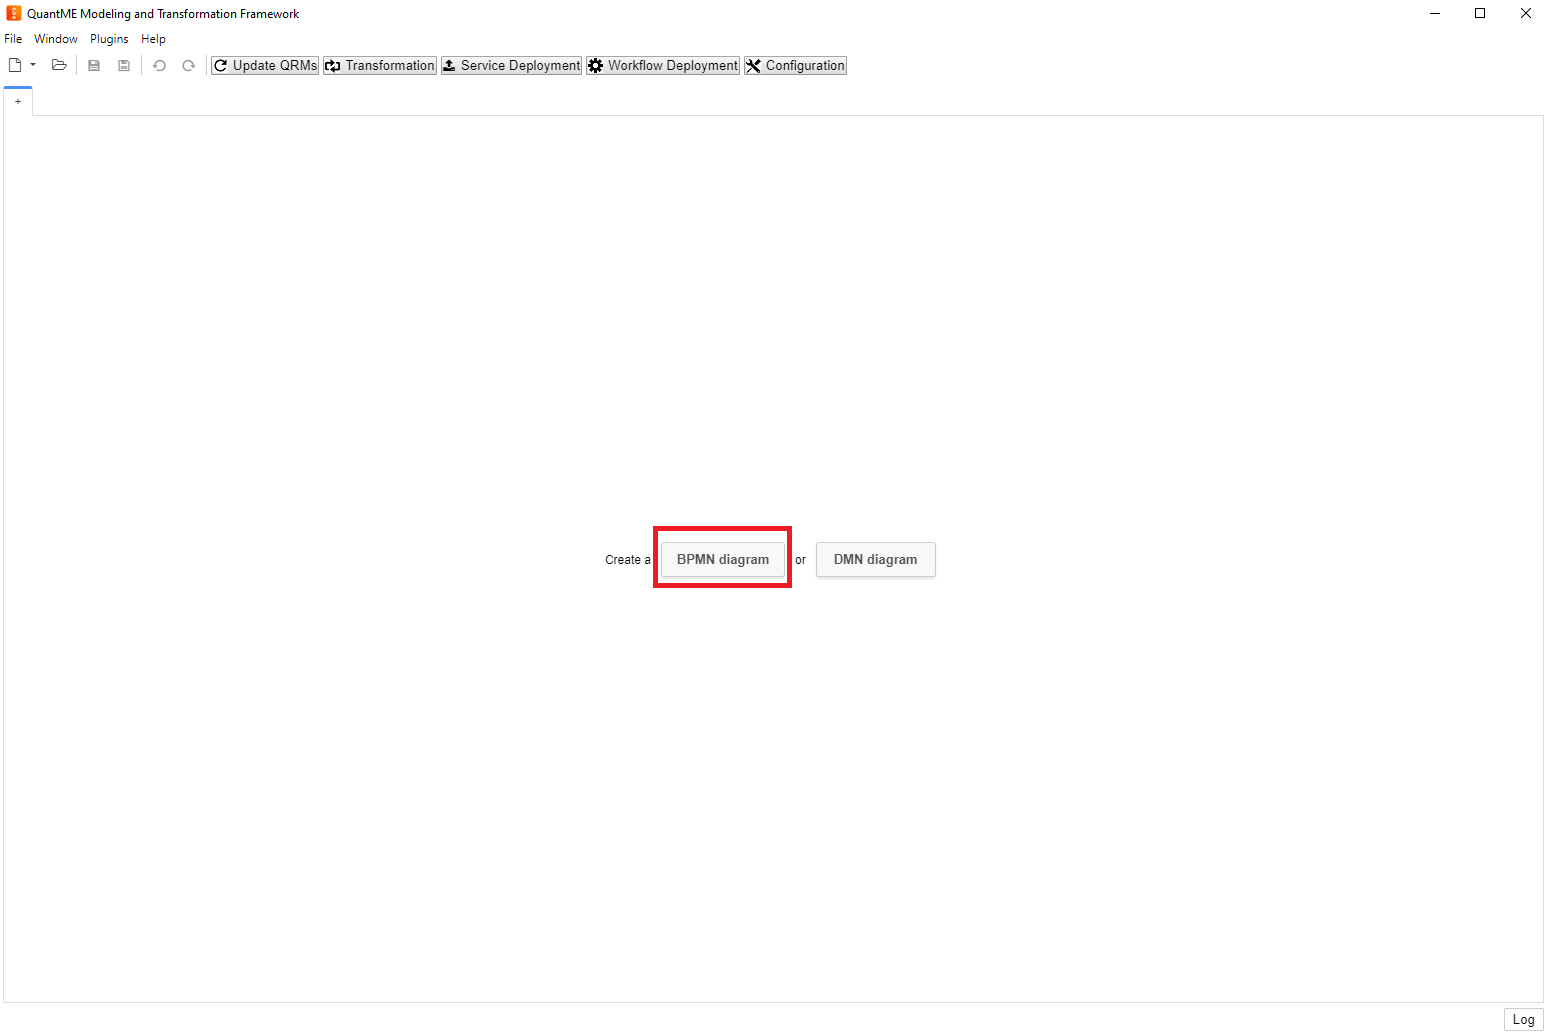 QuantME Modeling and Transformation Framework
File Window Plugins Help
Update QRMs Transformation Service Deployment Workflow Deployment Configuration
+
Create a BPMN diagram or DMN diagram
Log